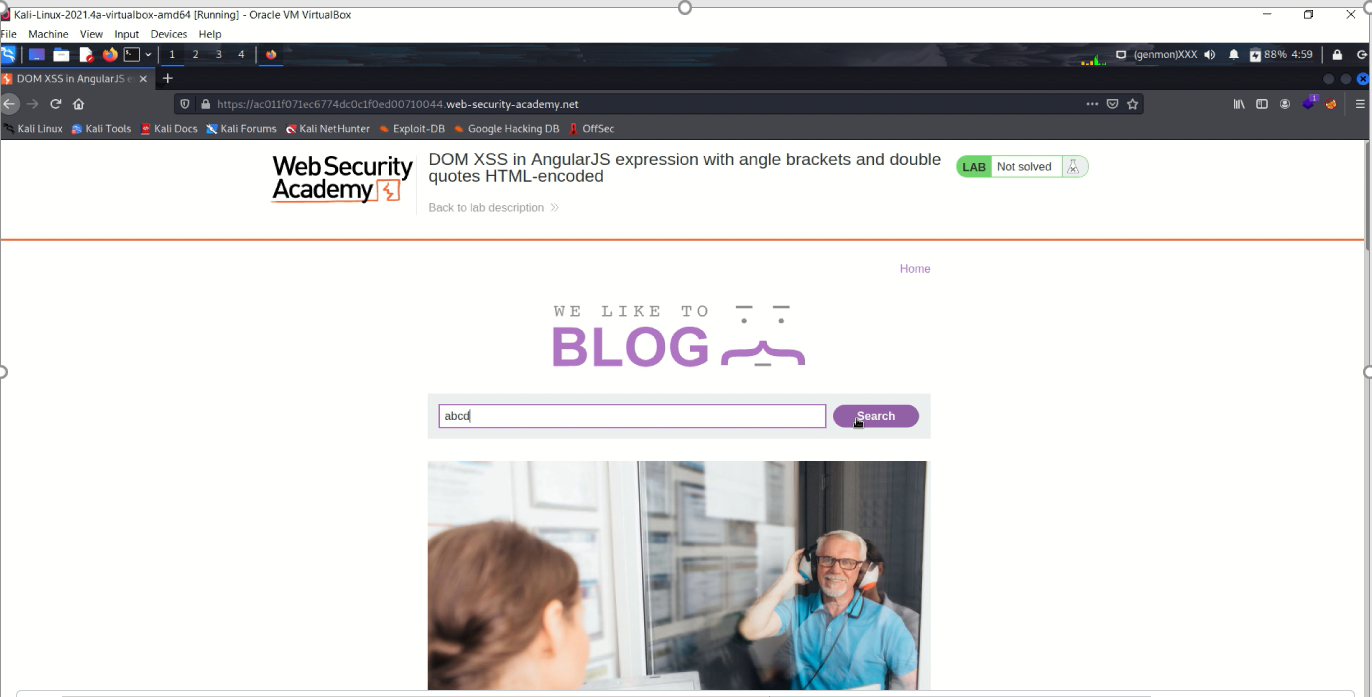 Kali-Linux-2021.4a-virtualbox-amd64 [Running] - Oracle VM VirtualBox
File Machine View Input Devices Help
1 2 3 4 (genmon)XXX 88% 4:59
DOM XSS in AngularJS e
https://ac011f071ec6774dc0c1f0ed00710044.web-security-academy.net
Kali Linux Kali Tools Kali Docs Kali Forums Kali NetHunter Exploit-DB Google Hacking DB OffSec
Web Security
Academy
DOM XSS in AngularJS expression with angle brackets and double
quotes HTML-encoded
LAB Not solved
Back to lab description
Home
WE LIKE TO
BLOG
abcd
Search